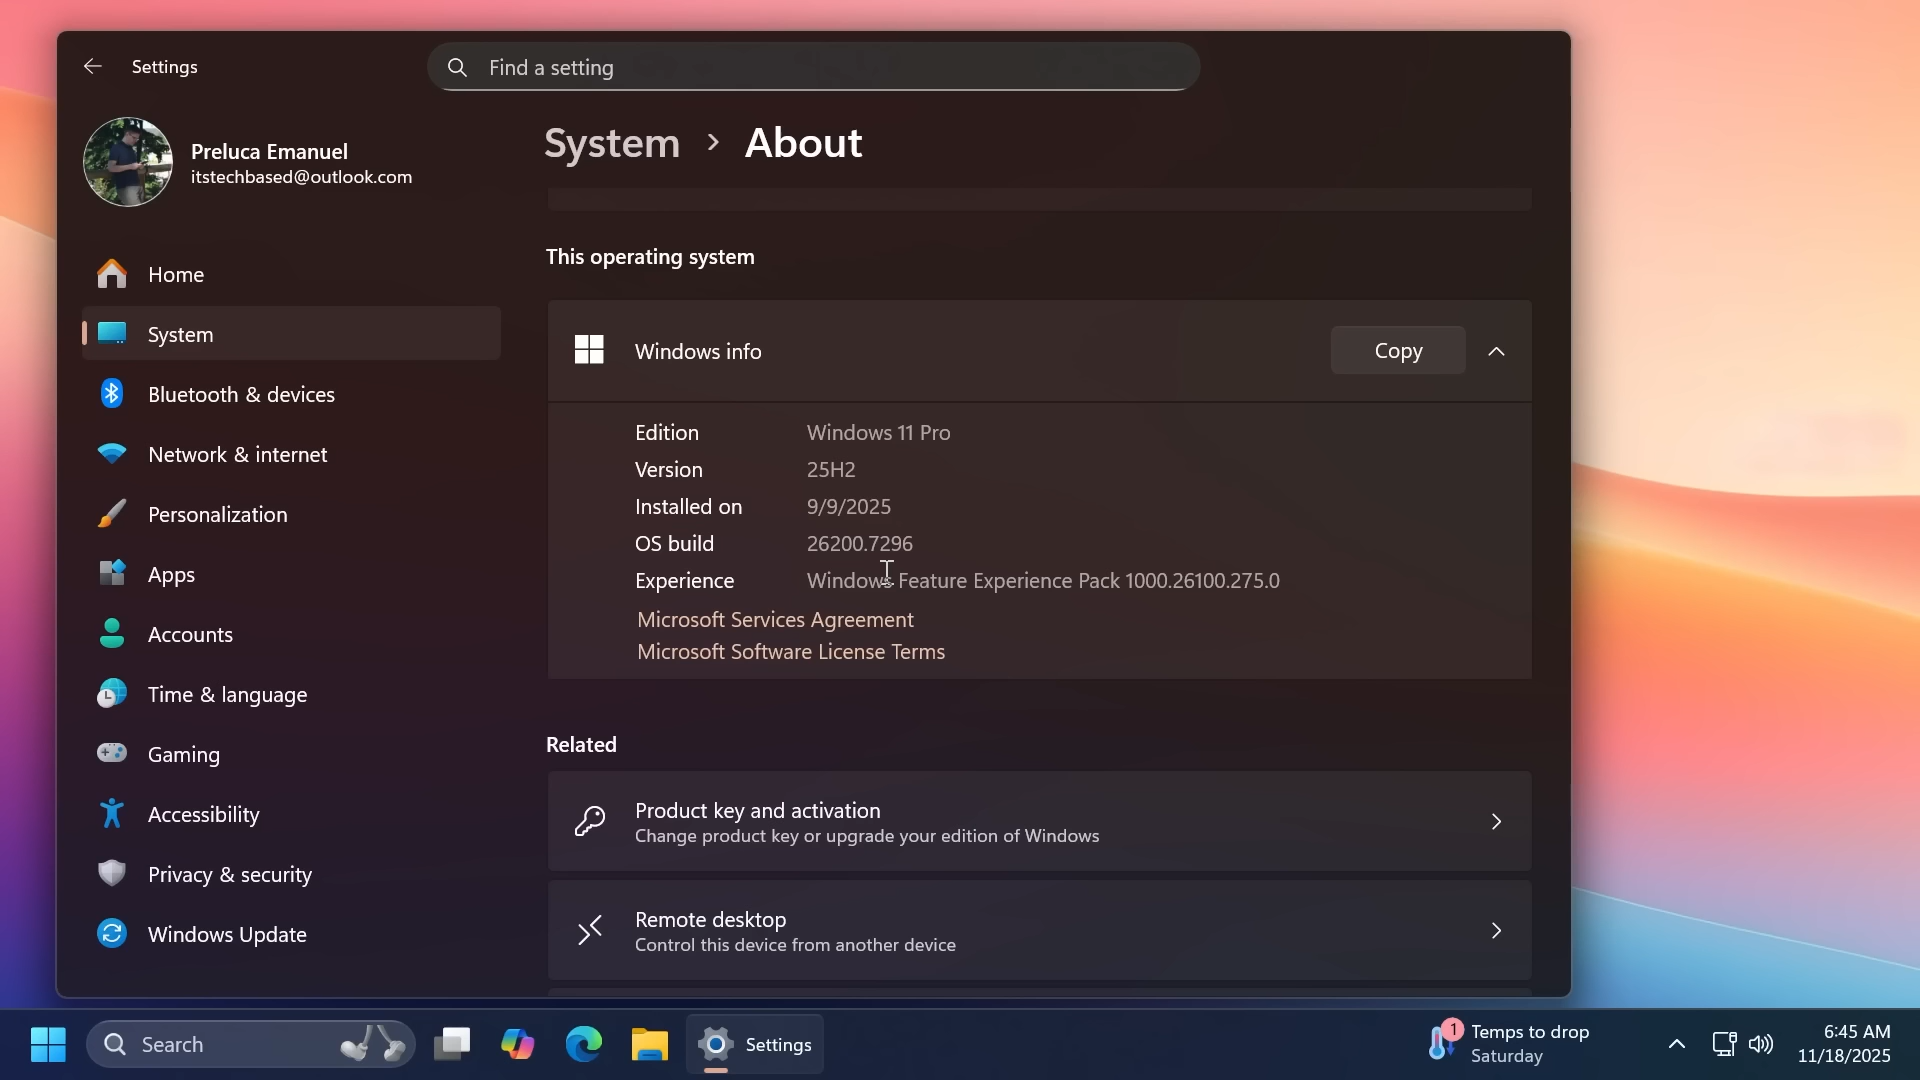 Settings
Find a setting
Preluca Emanuel
itstechbased@outlook.com
Home
System
Bluetooth & devices
Network & internet
Personalization
Apps
Accounts
Time & language
Gaming
Accessibility
Privacy & security
Windows Update
System > About
This operating system
Windows info
Copy
Edition Windows 11 Pro
Version 25H2
Installed on 9/9/2025
OS build 26200.7296
Experience Windows Feature Experience Pack 1000.26100.275.0
Microsoft Services Agreement
Microsoft Software License Terms
Related
Product key and activation
Change product key or upgrade your edition of Windows
Remote desktop
Control this device from another device
Search
Settings
1
Temps to drop
Saturday
6:45 AM
11/18/2025